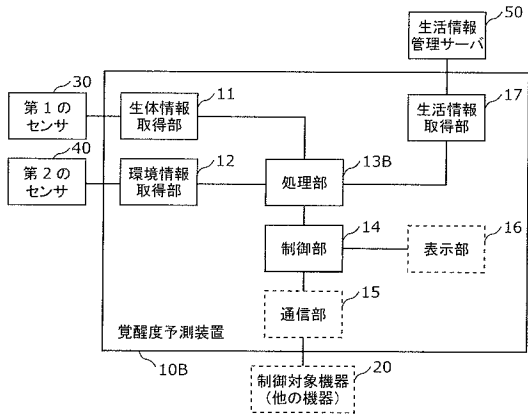 50
生活情報
管理サーバ
30
第1の
センサ
11
生体情報
取得部
17
生活情報
取得部
40
第2の
センサ
12
環境情報
取得部
13B
処理部
14
制御部
16
表示部
15
通信部
覚醒度予測装置
10B
20
制御対象機器
(他の機器)